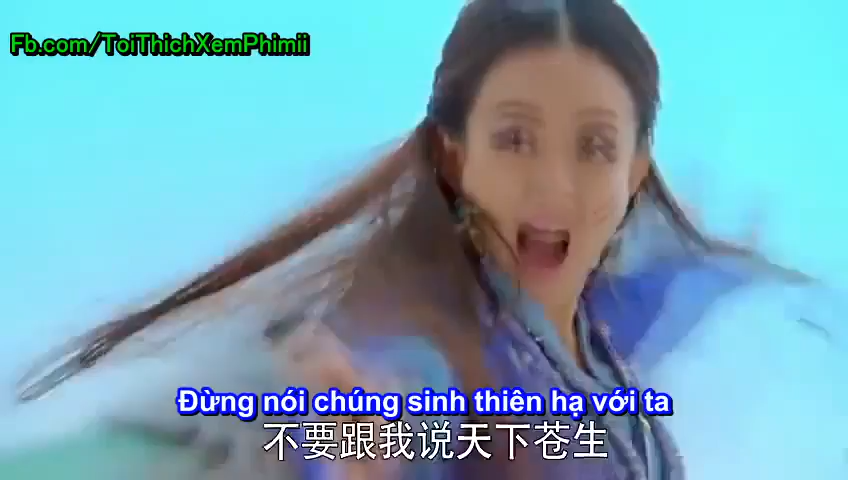 Fb.com/ToiThichXemPhimii
Đừng nói chúng sinh thiên hạ với ta
不要跟我说天下苍生